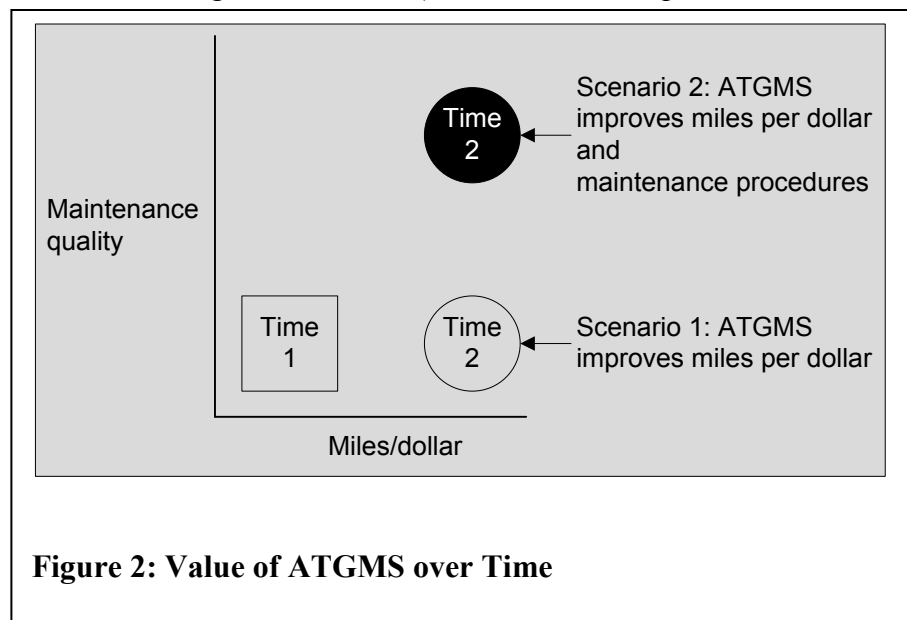 Time
2
Scenario 2: ATGMS
improves miles per dollar
and
maintenance procedures
Maintenance
quality
Time
1
Time
2
Scenario 1: ATGMS
improves miles per dollar
Miles/dollar
Figure 2: Value of ATGMS over Time